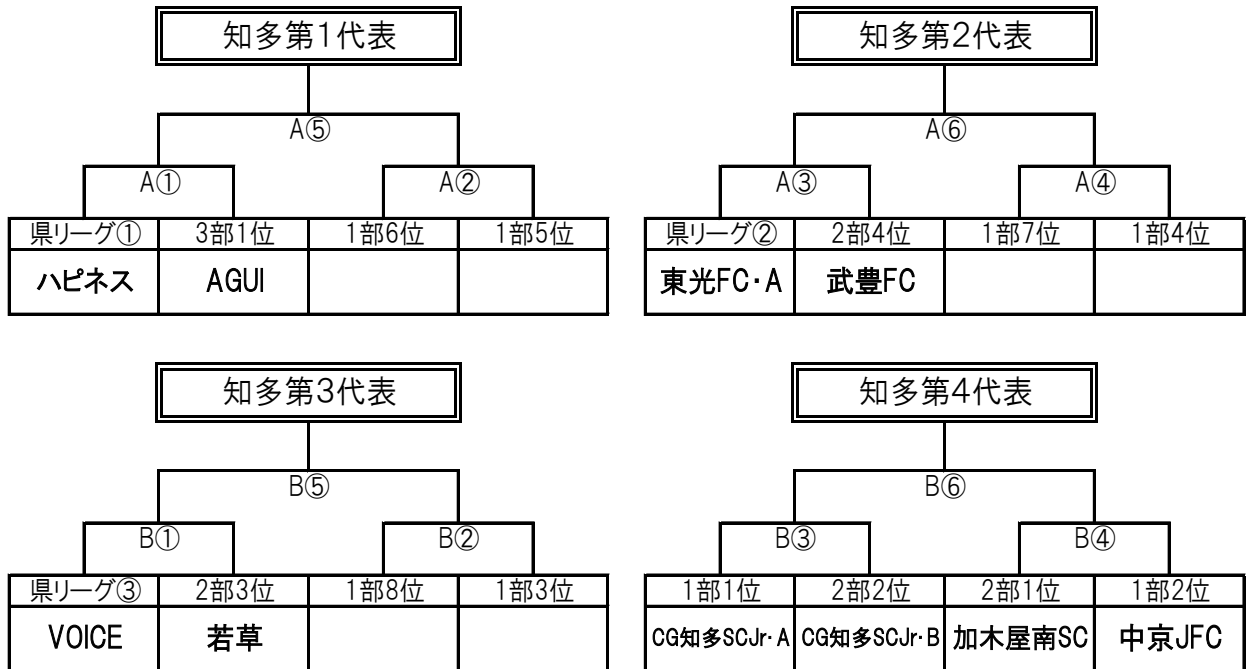 知多第1代表
A⑤
A① A②
県リーグ① 3部1位 1部6位 1部5位
ハピネス AGUI
知多第2代表
A⑥
A③ A④
県リーグ② 2部4位 1部7位 1部4位
東光FC・A 武豊FC
知多第3代表
B⑤
B① B②
県リーグ③ 2部3位 1部8位 1部3位
VOICE 若草
知多第4代表
B⑥
B③ B④
1部1位 2部2位 2部1位 1部2位
CG知多SCJr・A CG知多SCJr・B 加木屋南SC 中京JFC